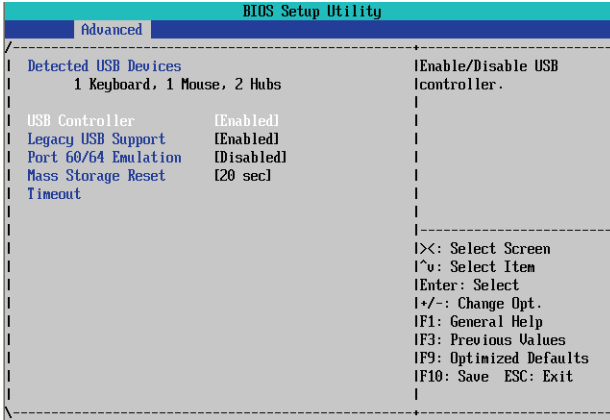 BIOS Setup Utility
Advanced
Detected USB Devices
1 Keyboard, 1 Mouse, 2 Hubs
USB Controller [Enabled]
Legacy USB Support [Enabled]
Port 60/64 Emulation [Disabled]
Mass Storage Reset [20 sec]
Timeout
Enable/Disable USB
controller.
><: Select Screen
^v: Select Item
Enter: Select
+/-: Change Opt.
F1: General Help
F3: Previous Values
F9: Optimized Defaults
F10: Save ESC: Exit